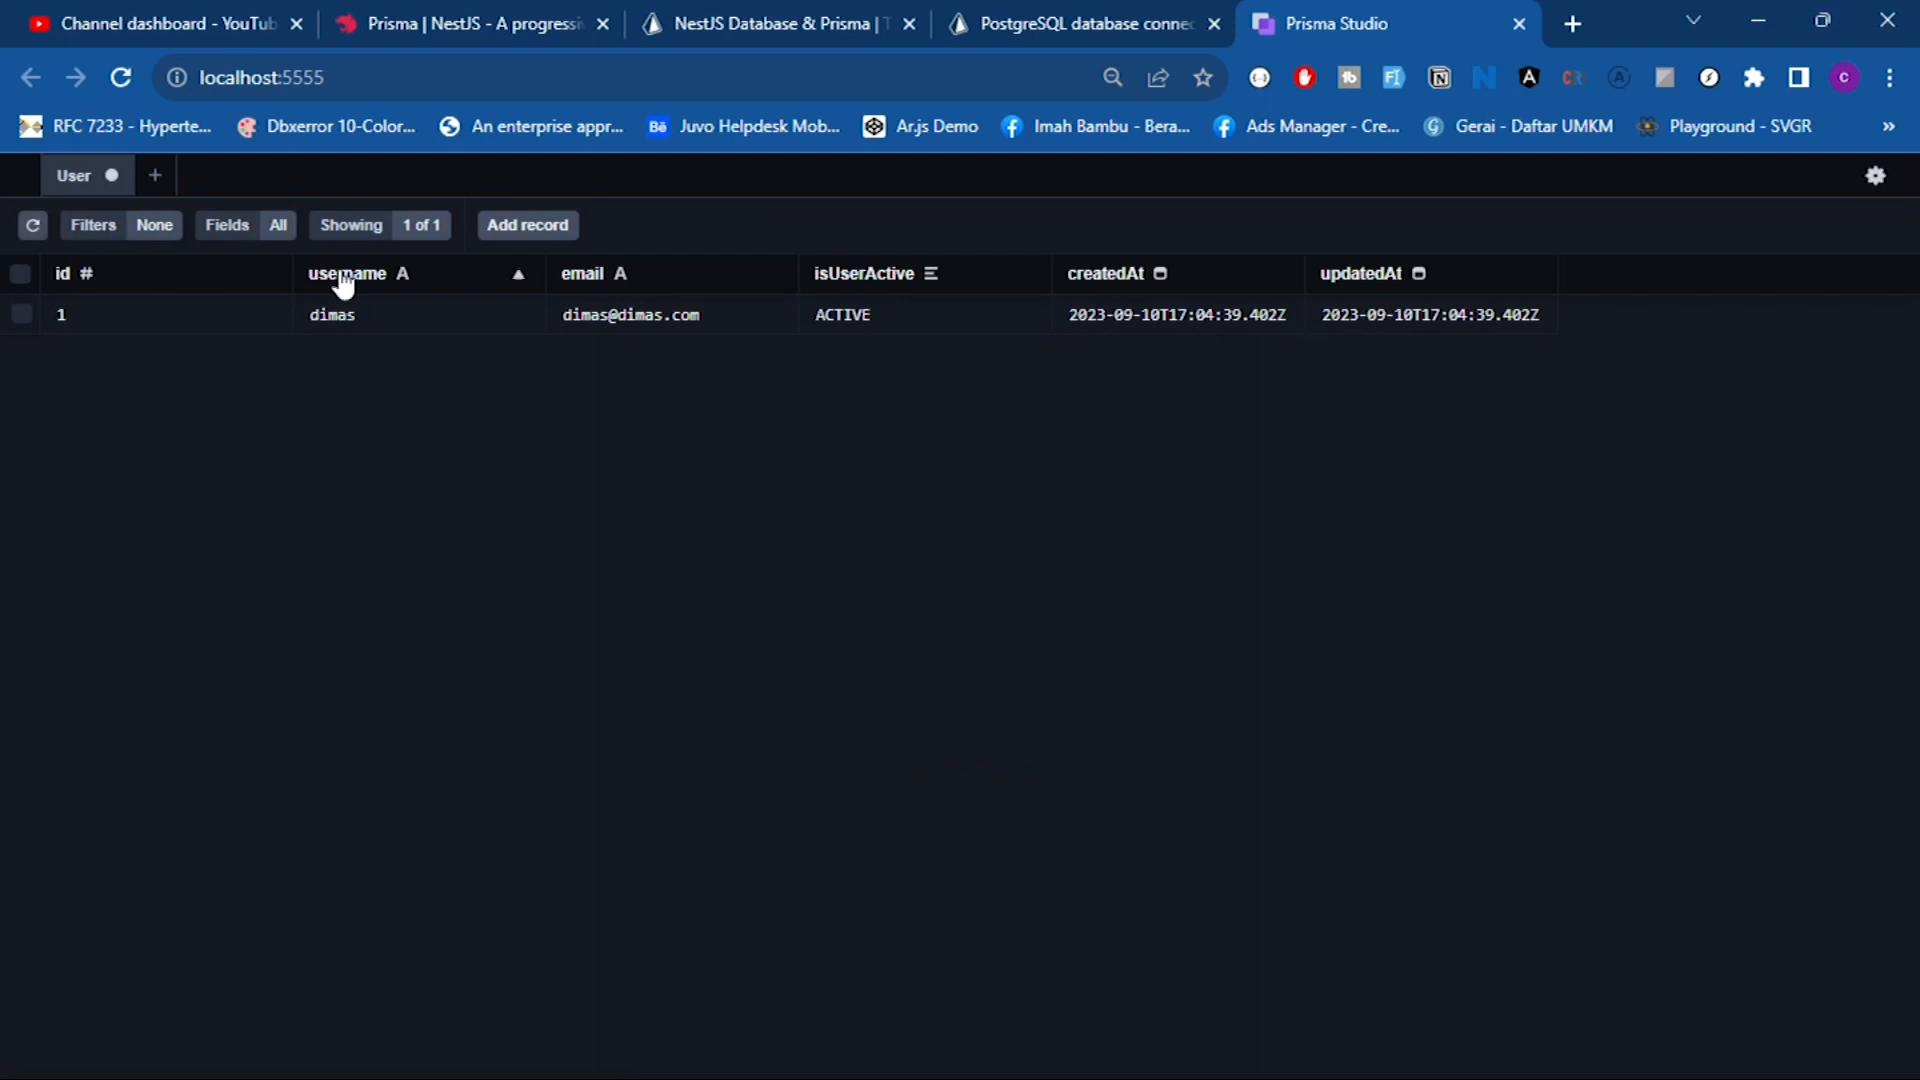 Channel dashboard - YouTub
Prisma | NestJS - A progressi
NestJS Database & Prisma | T
PostgreSQL database connec
Prisma Studio
localhost:5555
RFC 7233 - Hyperte...
Dbxerror 10-Color...
An enterprise appr...
Bē Juvo Helpdesk Mob...
Ar.js Demo
Imah Bambu - Bera...
Ads Manager - Cre...
Gerai - Daftar UMKM
Playground - SVGR
User
Filters None
Fields All
Showing 1 of 1
Add record
id # username A email A isUserActive createdAt updatedAt
1 dimas dimas@dimas.com ACTIVE 2023-09-10T17:04:39.402Z 2023-09-10T17:04:39.402Z